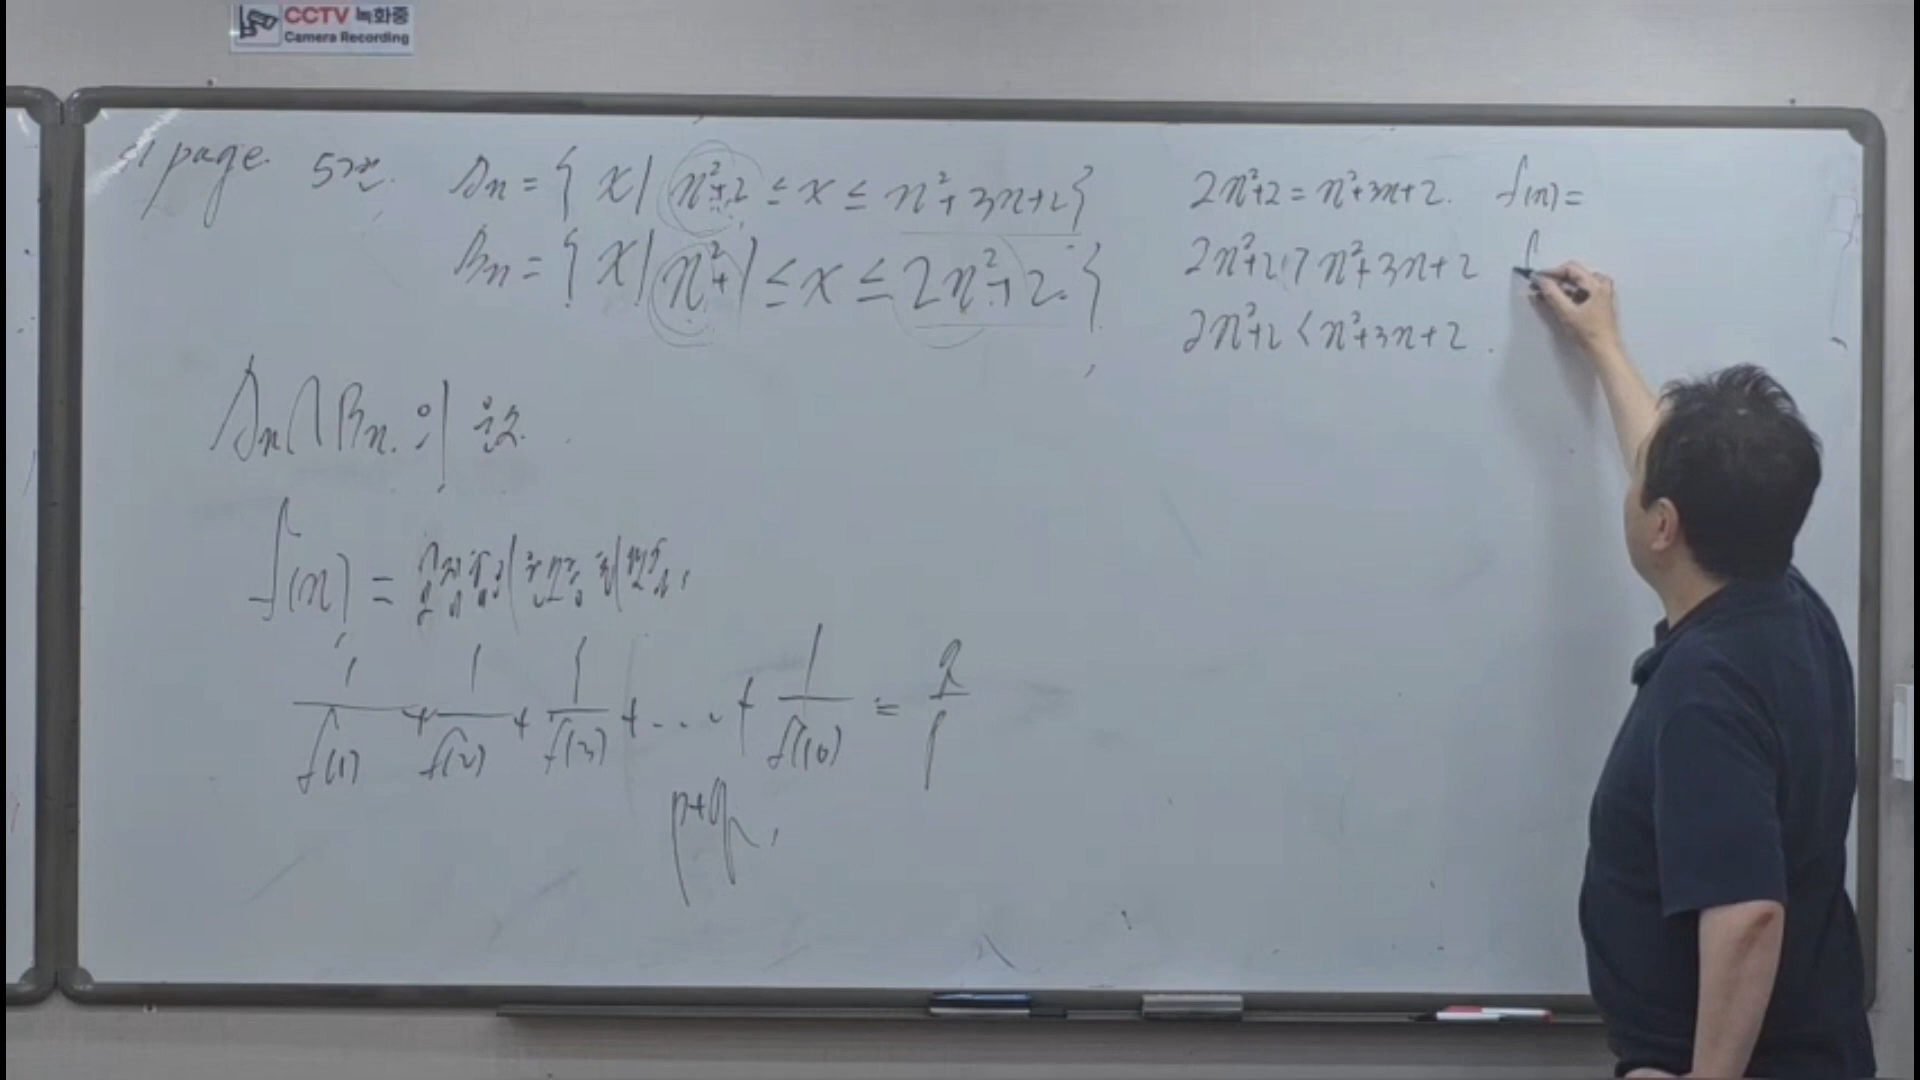 CCTV 녹화중
Camera Recording
page 5번. Aₙ = { x | n²+2 ≤ x ≤ n²+3n+2 }
Bₙ = { x | n²+1 ≤ x ≤ 2n²+2 }
2n²+2 = n²+3n+2. f(n) =
2n²+2 > n²+3n+2 f
2n²+2 < n²+3n+2.
Aₙ∩Bₙ.의 원소.
f(n) =
1/f(1) + 1/f(2) + 1/f(3) + ... + 1/f(10) = q/p
p+q